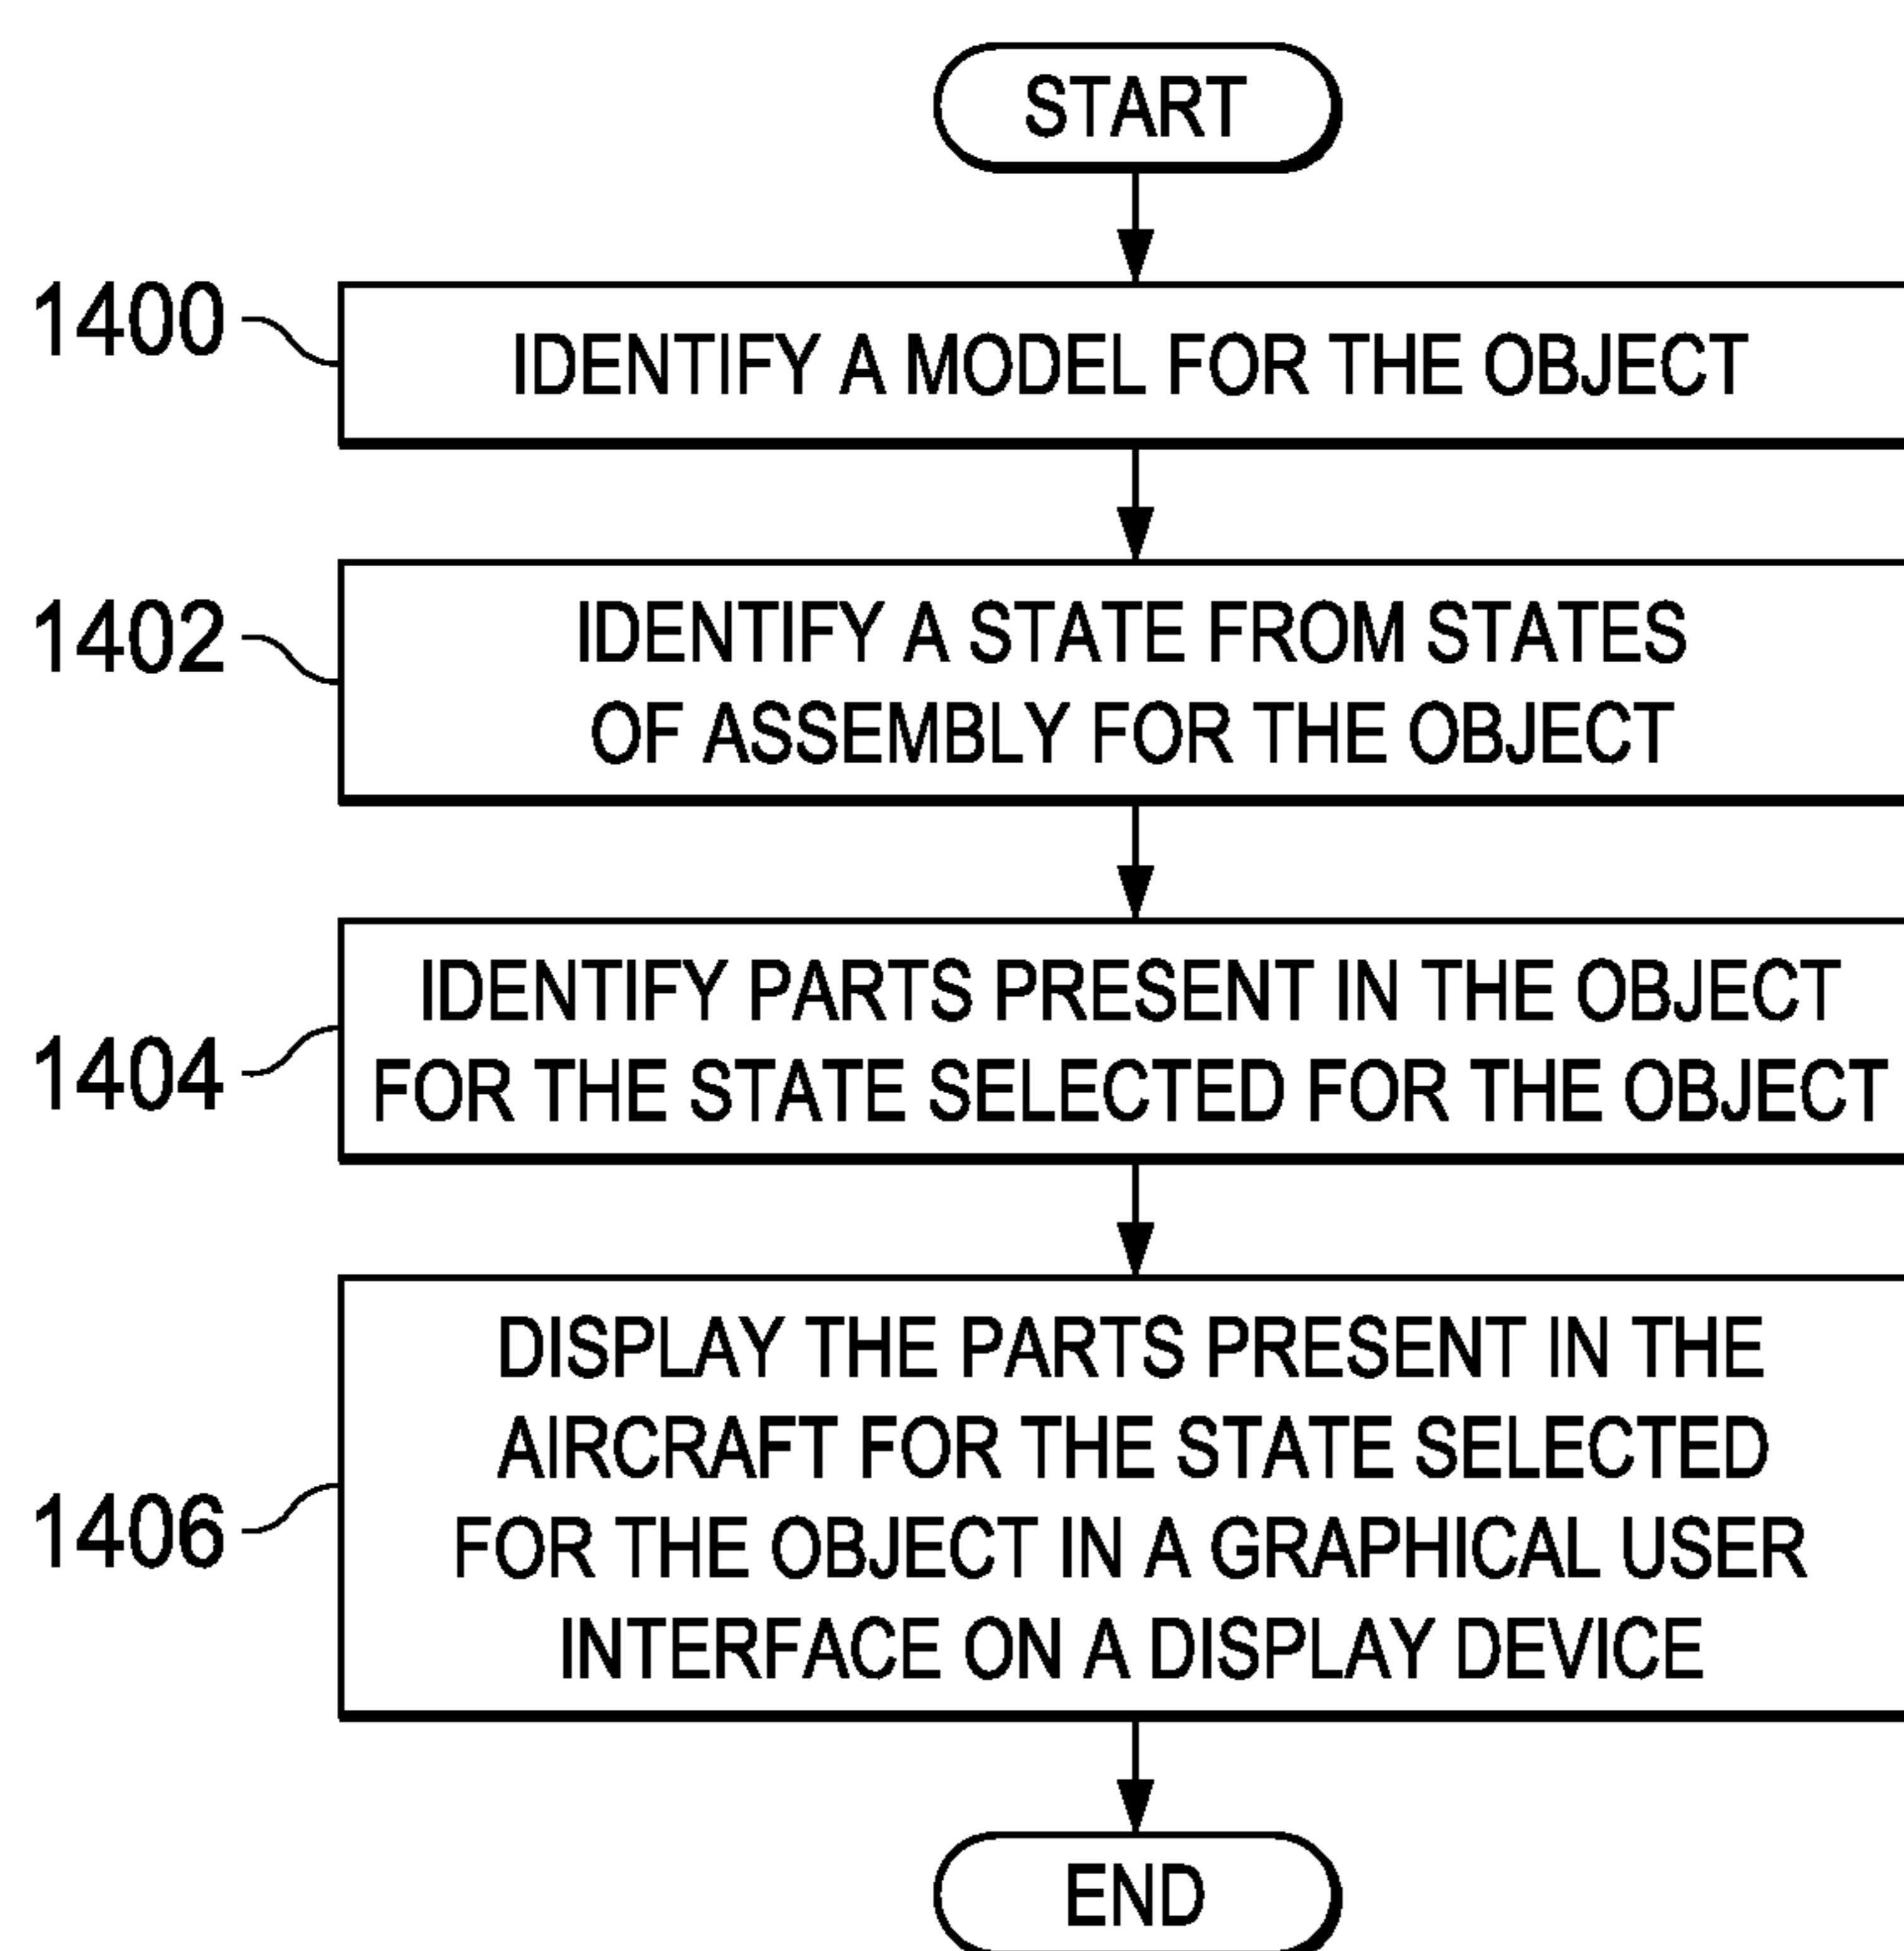 START
1400
IDENTIFY A MODEL FOR THE OBJECT
1402
IDENTIFY A STATE FROM STATES
OF ASSEMBLY FOR THE OBJECT
1404
IDENTIFY PARTS PRESENT IN THE OBJECT
FOR THE STATE SELECTED FOR THE OBJECT
1406
DISPLAY THE PARTS PRESENT IN THE
AIRCRAFT FOR THE STATE SELECTED
FOR THE OBJECT IN A GRAPHICAL USER
INTERFACE ON A DISPLAY DEVICE
END